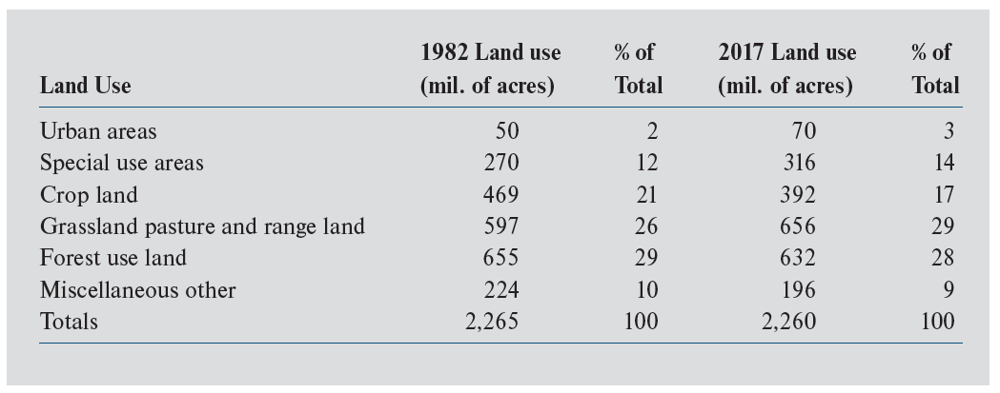 1982 Land use % of 2017 Land use % of
Land Use (mil. of acres) Total (mil. of acres) Total
Urban areas 50 2 70 3
Special use areas 270 12 316 14
Crop land 469 21 392 17
Grassland pasture and range land 597 26 656 29
Forest use land 655 29 632 28
Miscellaneous other 224 10 196 9
Totals 2,265 100 2,260 100